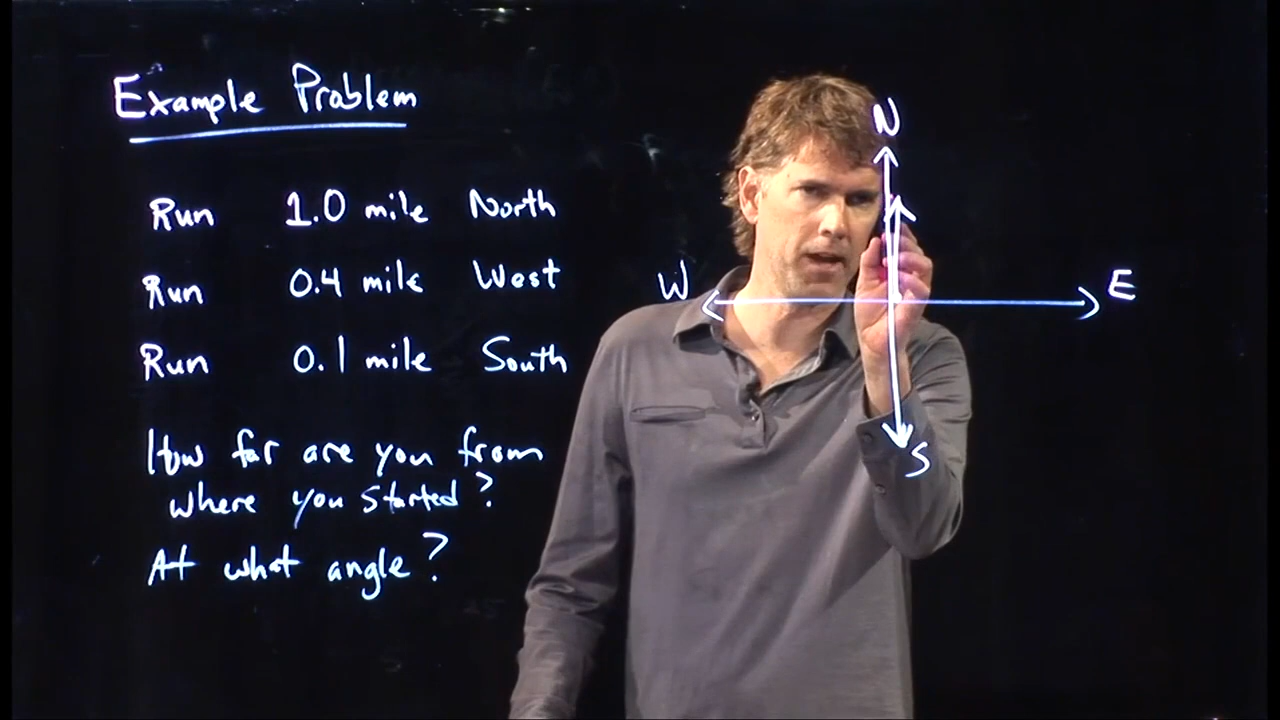 Example Problem
Run 1.0 mile North
Run 0.4 mile West
Run 0.1 mile South
How far are you from
where you started?
At what angle?
N
W
E
S